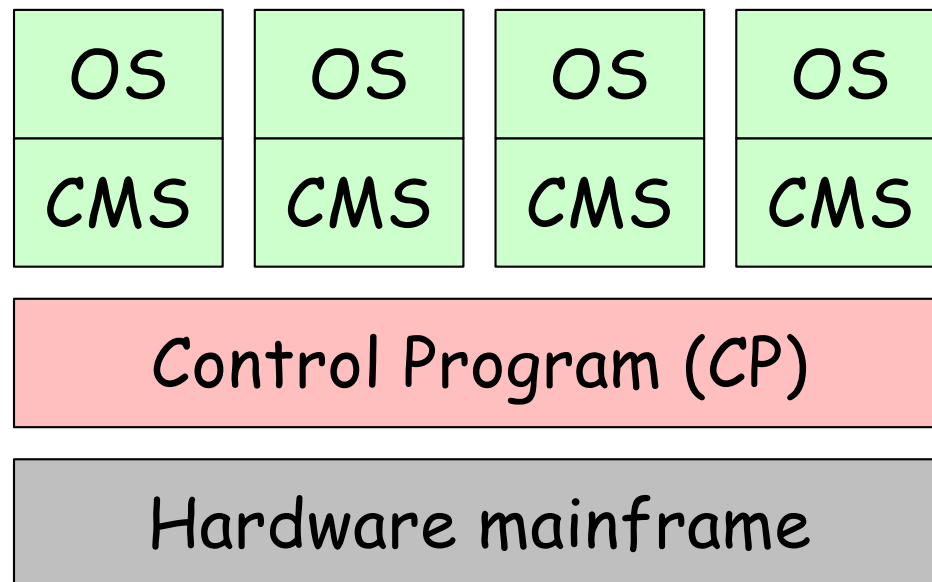 OS OS OS OS
CMS CMS CMS CMS
Control Program (CP)
Hardware mainframe